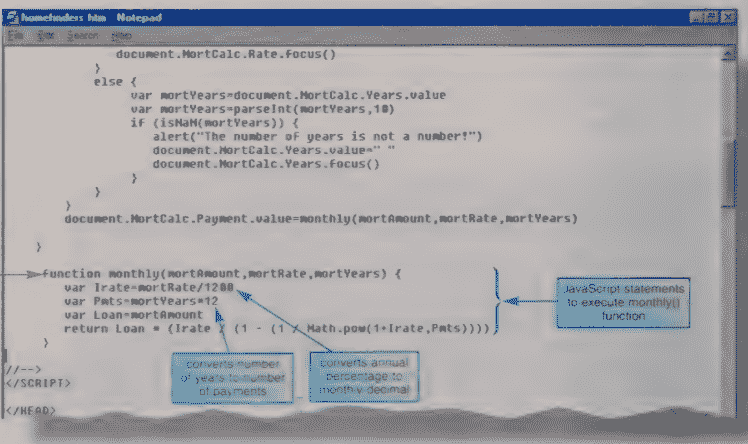 homefinders htm - Notepad
File Edit Search Help
document.MortCalc.Rate.focus()
}
else {
var mortYears=document.MortCalc.Years.value
var mortYears=parseInt(mortYears,10)
if (isNaN(mortYears)) {
alert("The number of years is not a number!")
document.MortCalc.Years.value=" "
document.MortCalc.Years.focus()
}
}
}
document.MortCalc.Payment.value=monthly(mortAmount,mortRate,mortYears)
}
function monthly(mortAmount,mortRate,mortYears) {
var Irate=mortRate/1200
var Pmts=mortYears*12
var Loan=mortAmount
return Loan * (Irate / (1 - (1 / Math.pow(1+Irate,Pmts))))
}
JavaScript statements
to execute monthly()
function
converts number
of years to number
of payments
converts annual
percentage to
monthly decimal
//-->
</SCRIPT>
</HEAD>